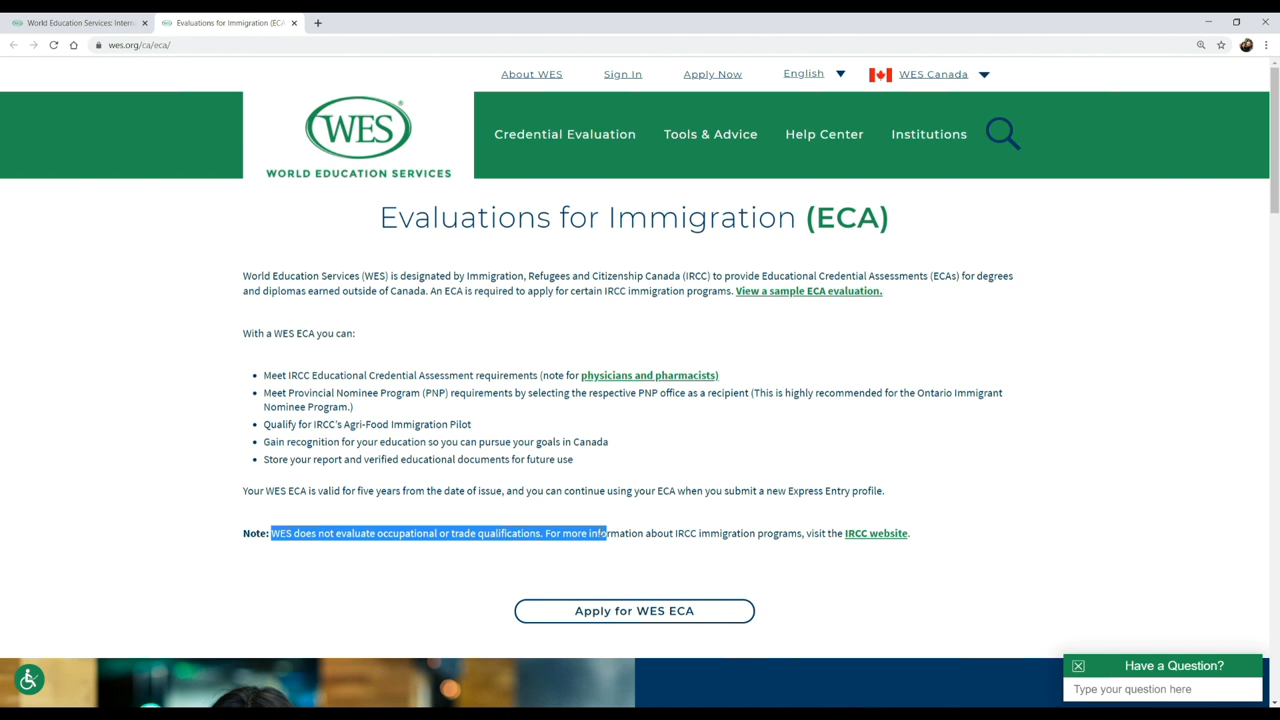 World Education Services: Intern
Evaluations for Immigration (ECA
wes.org/ca/eca/
About WES Sign In Apply Now English WES Canada
WES
®
WORLD EDUCATION SERVICES
Credential Evaluation Tools & Advice Help Center Institutions
Evaluations for Immigration (ECA)
World Education Services (WES) is designated by Immigration, Refugees and Citizenship Canada (IRCC) to provide Educational Credential Assessments (ECAs) for degrees
and diplomas earned outside of Canada. An ECA is required to apply for certain IRCC immigration programs. View a sample ECA evaluation.
With a WES ECA you can:
• Meet IRCC Educational Credential Assessment requirements (note for physicians and pharmacists)
• Meet Provincial Nominee Program (PNP) requirements by selecting the respective PNP office as a recipient (This is highly recommended for the Ontario Immigrant
Nominee Program.)
• Qualify for IRCC's Agri-Food Immigration Pilot
• Gain recognition for your education so you can pursue your goals in Canada
• Store your report and verified educational documents for future use
Your WES ECA is valid for five years from the date of issue, and you can continue using your ECA when you submit a new Express Entry profile.
Note: WES does not evaluate occupational or trade qualifications. For more information about IRCC immigration programs, visit the IRCC website.
Apply for WES ECA
Have a Question?
Type your question here